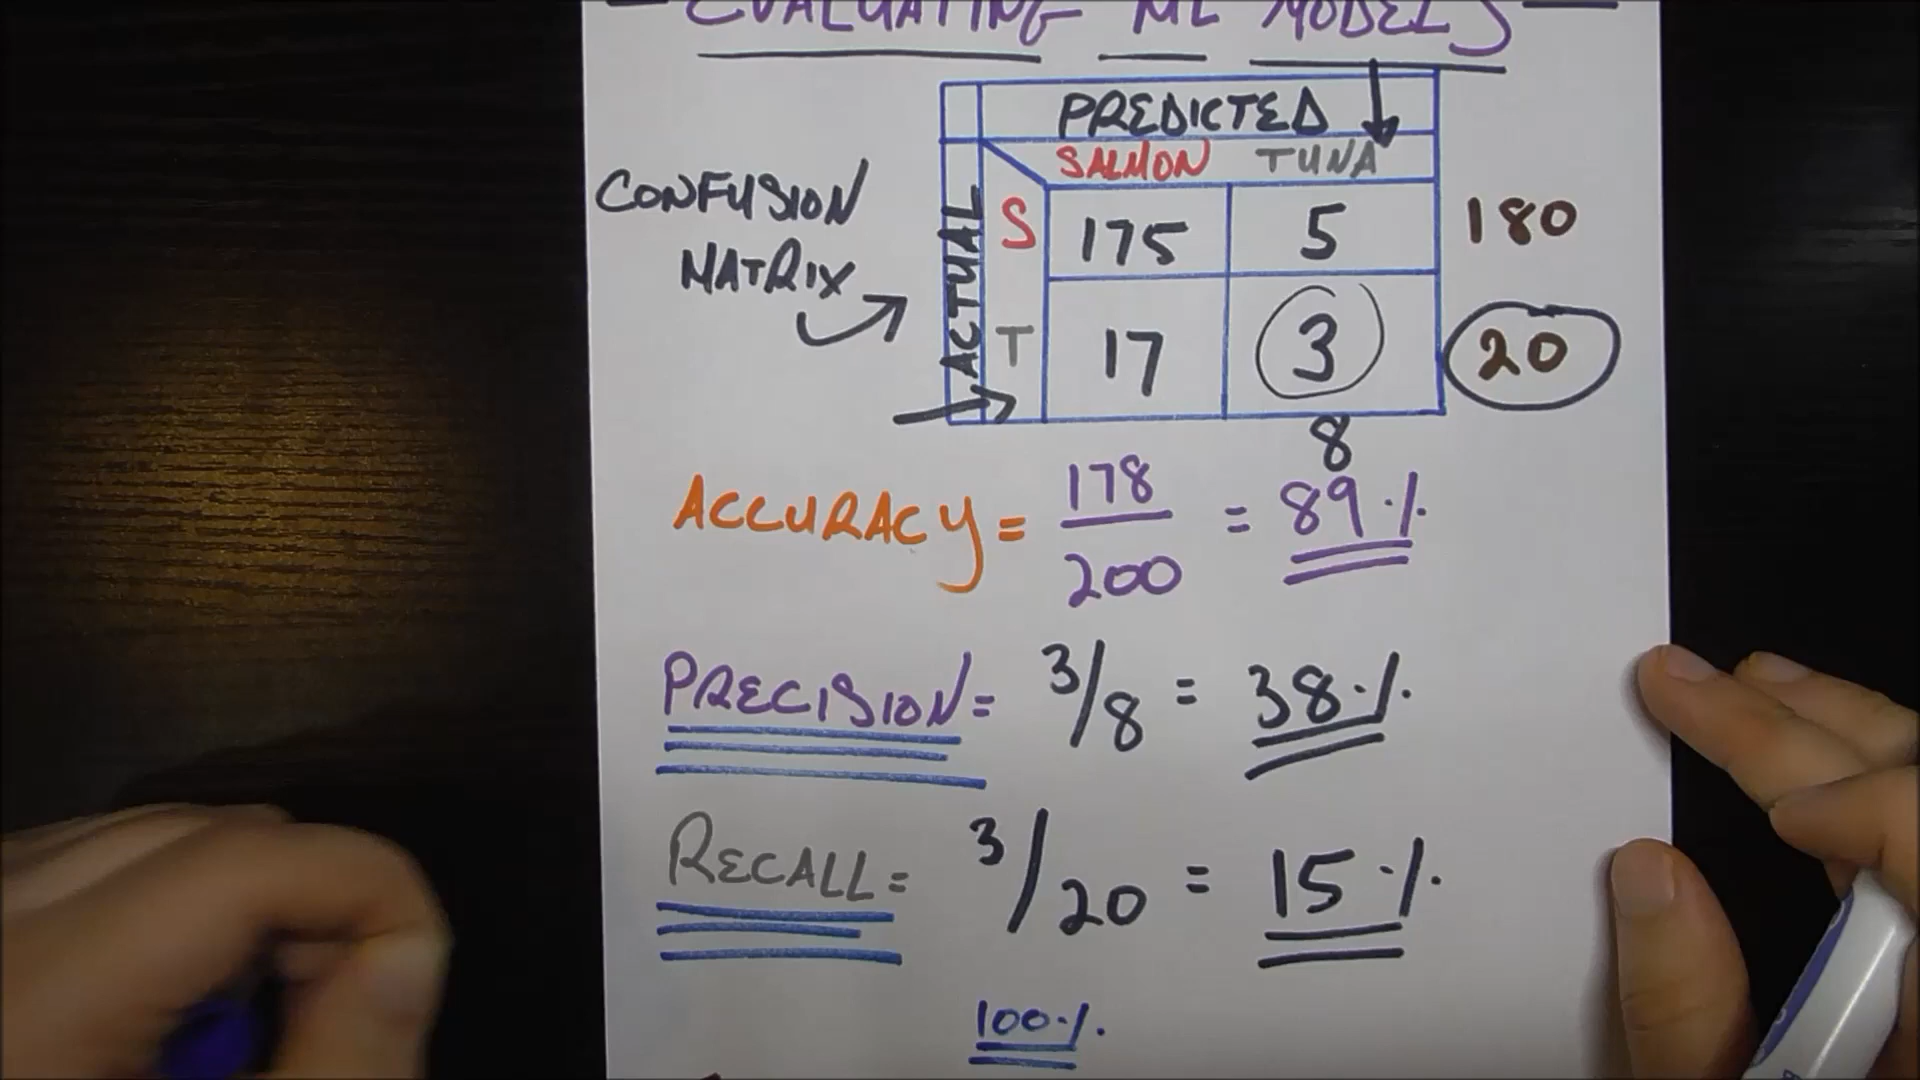 EVALUATING ML MODELS
PREDICTED
SALMON TUNA
CONFUSION
MATRIX
ACTUAL
S 175 5 180
T 17 3 20
8
ACCURACY = 178/200 = 89%
PRECISION = 3/8 = 38%
RECALL = 3/20 = 15%
100%